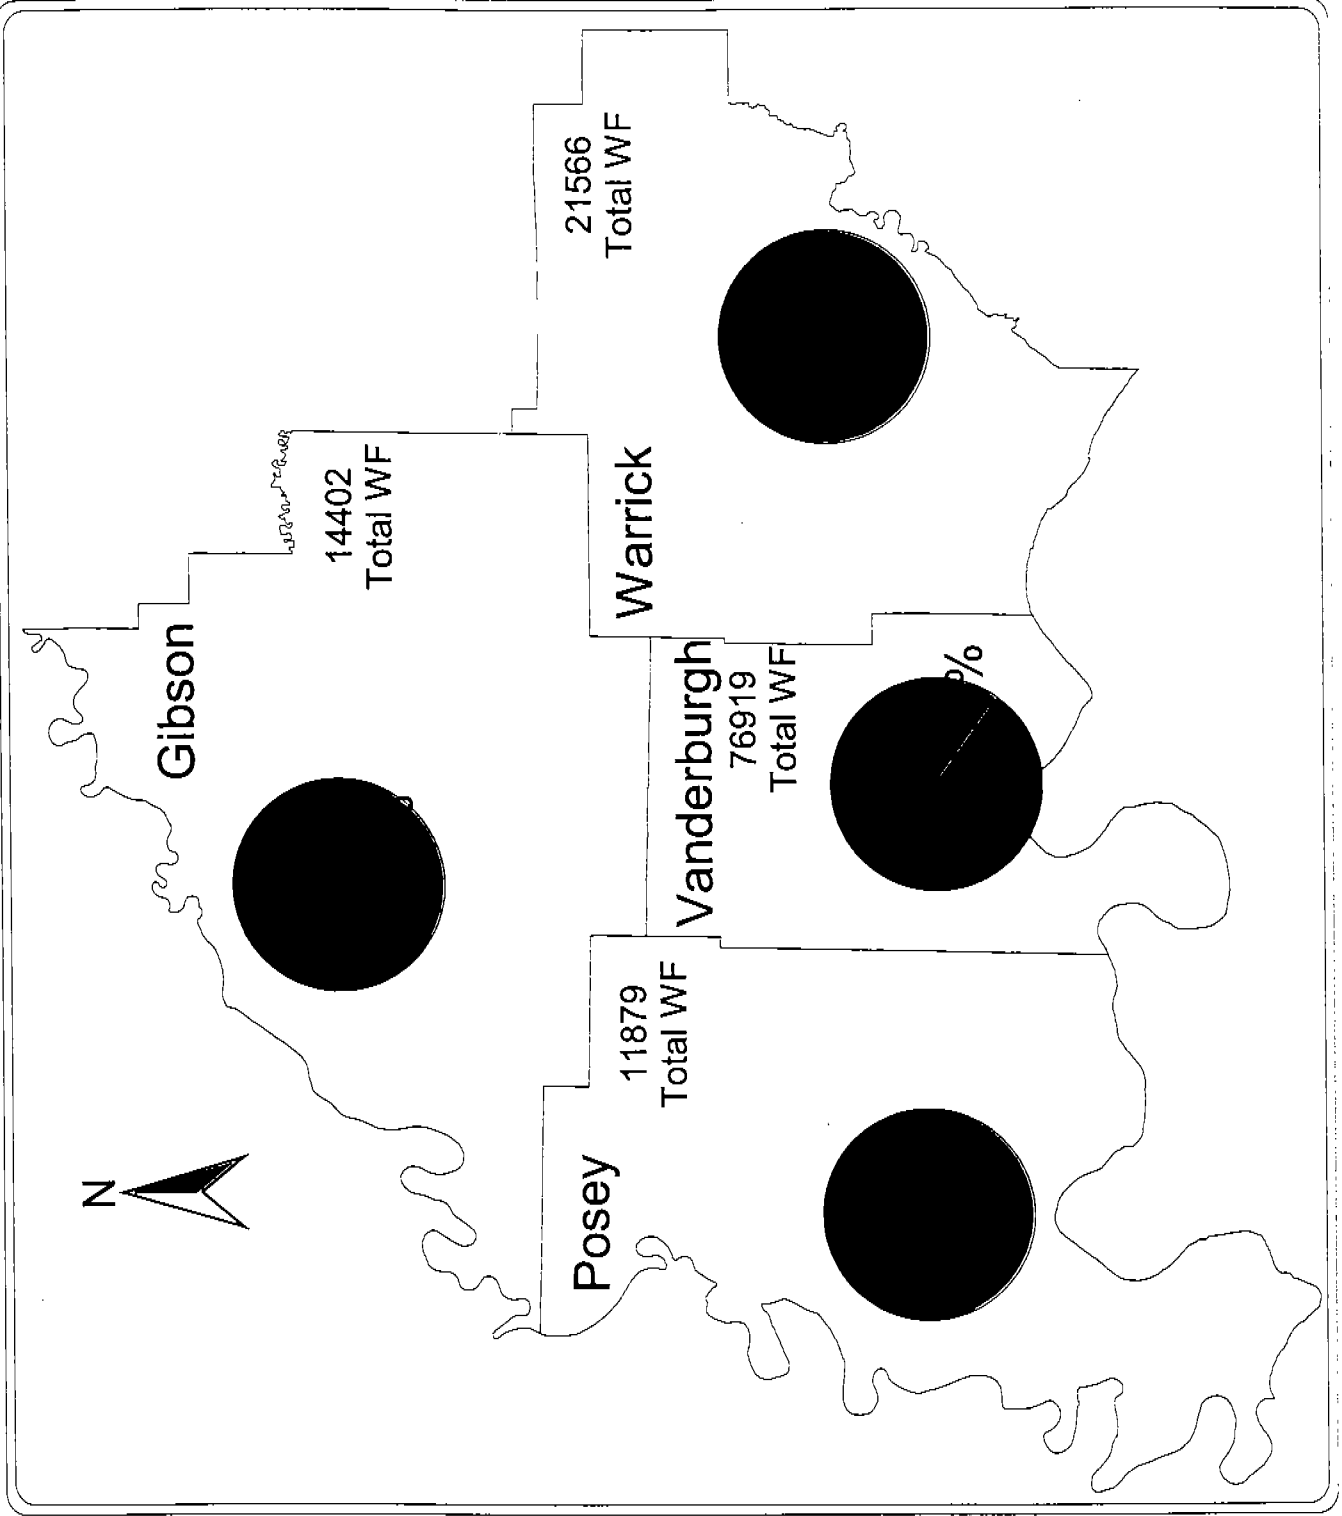 N
Gibson
14402
Total WF
21566
Total WF
Warrick
Vanderburgh
76919
Total WF
%
11879
Total WF
Posey